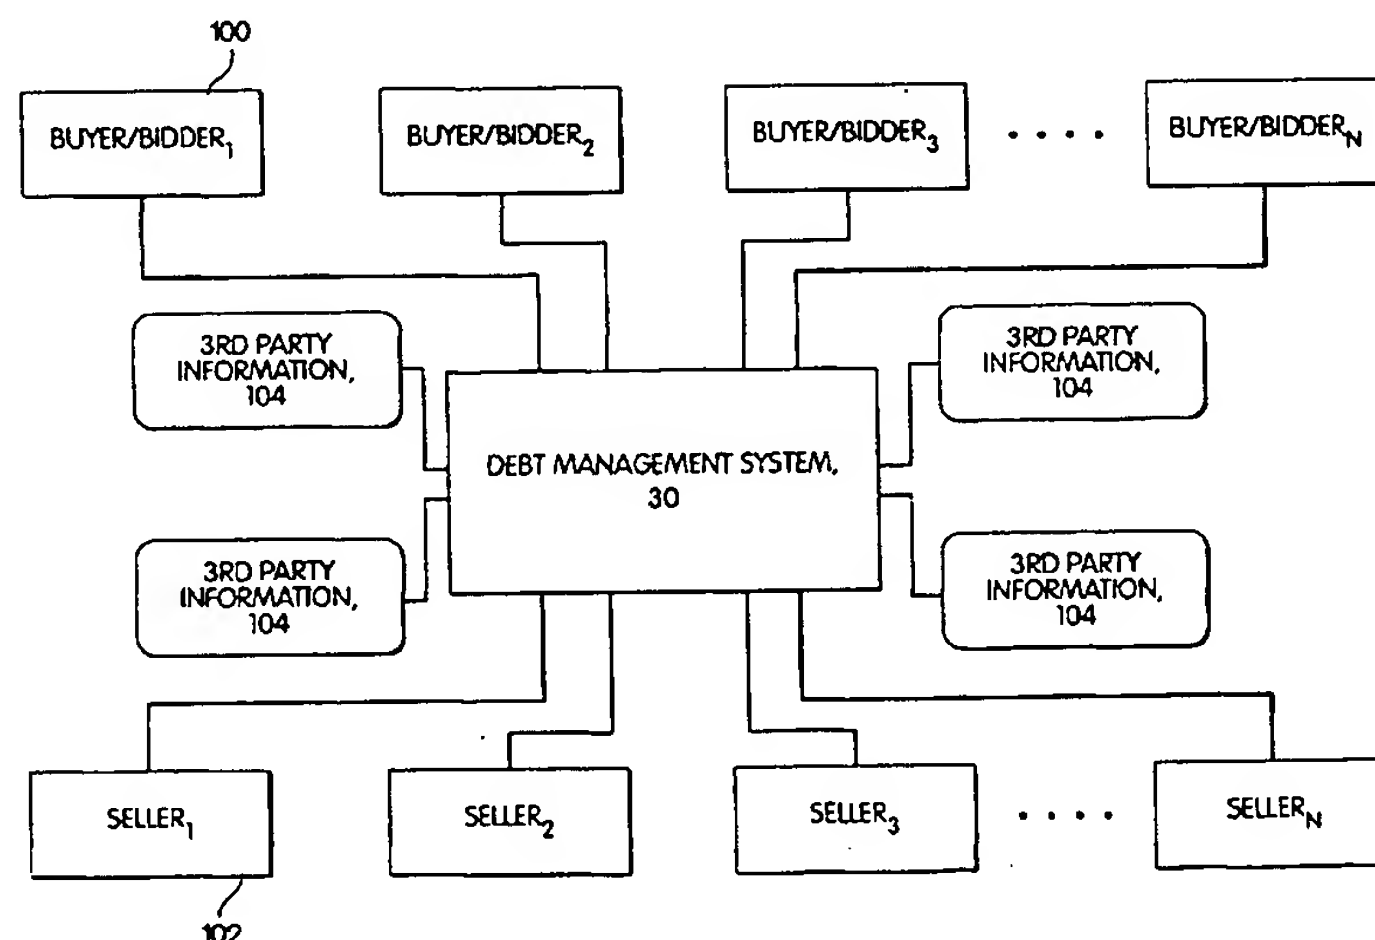 100
BUYER/BIDDER1
BUYER/BIDDER2
BUYER/BIDDER3
BUYER/BIDDERN
3RD PARTY
INFORMATION,
104
3RD PARTY
INFORMATION,
104
DEBT MANAGEMENT SYSTEM,
30
3RD PARTY
INFORMATION,
104
3RD PARTY
INFORMATION,
104
SELLER1
SELLER2
SELLER3
SELLERN
102